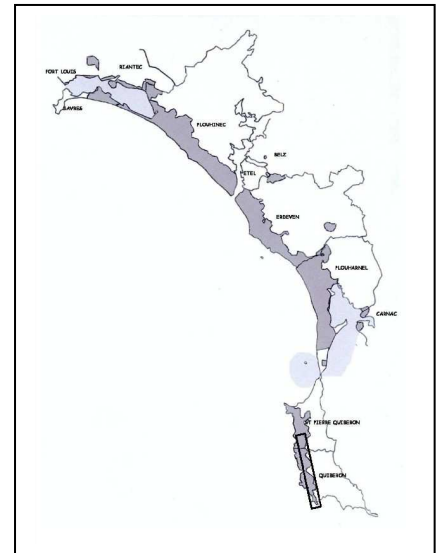 RIANTEC
PORT LOUIS
GAVRES
PLOUHINEC
BELZ
ETEL
ERDEVEN
PLOUHARNEL
CARNAC
ST PIERRE QUIBERON
QUIBERON